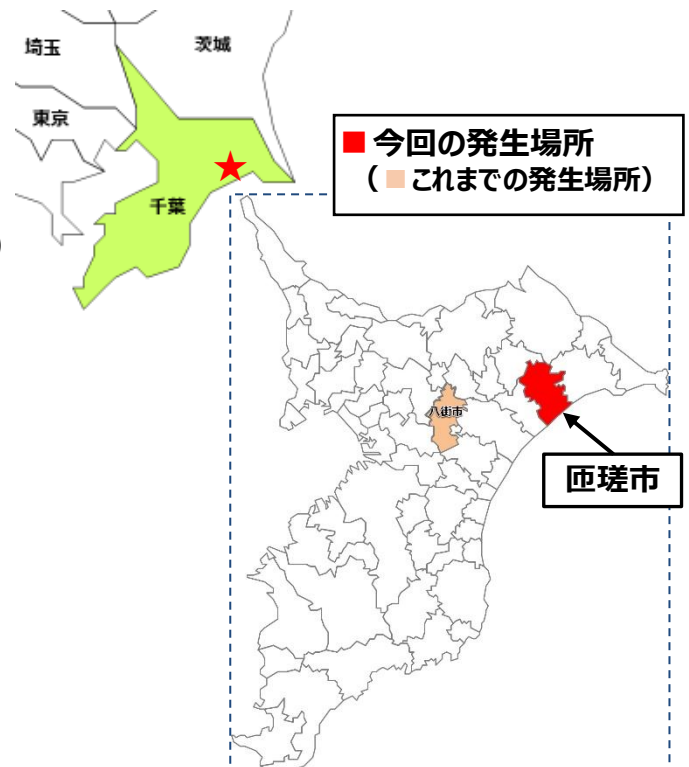 埼玉
茨城
東京
千葉
■ 今回の発生場所
（ ■ これまでの発生場所）
八街市
匝瑳市